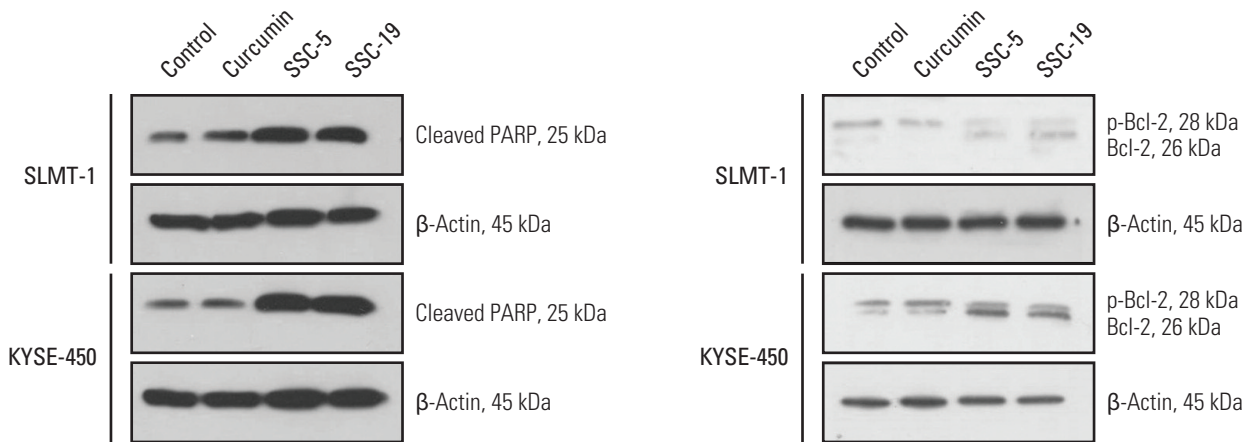 Control Curcumin SSC-5 SSC-19
SLMT-1
Cleaved PARP, 25 kDa
β-Actin, 45 kDa
KYSE-450
Cleaved PARP, 25 kDa
β-Actin, 45 kDa
Control Curcumin SSC-5 SSC-19
SLMT-1
p-Bcl-2, 28 kDa
Bcl-2, 26 kDa
β-Actin, 45 kDa
KYSE-450
p-Bcl-2, 28 kDa
Bcl-2, 26 kDa
β-Actin, 45 kDa